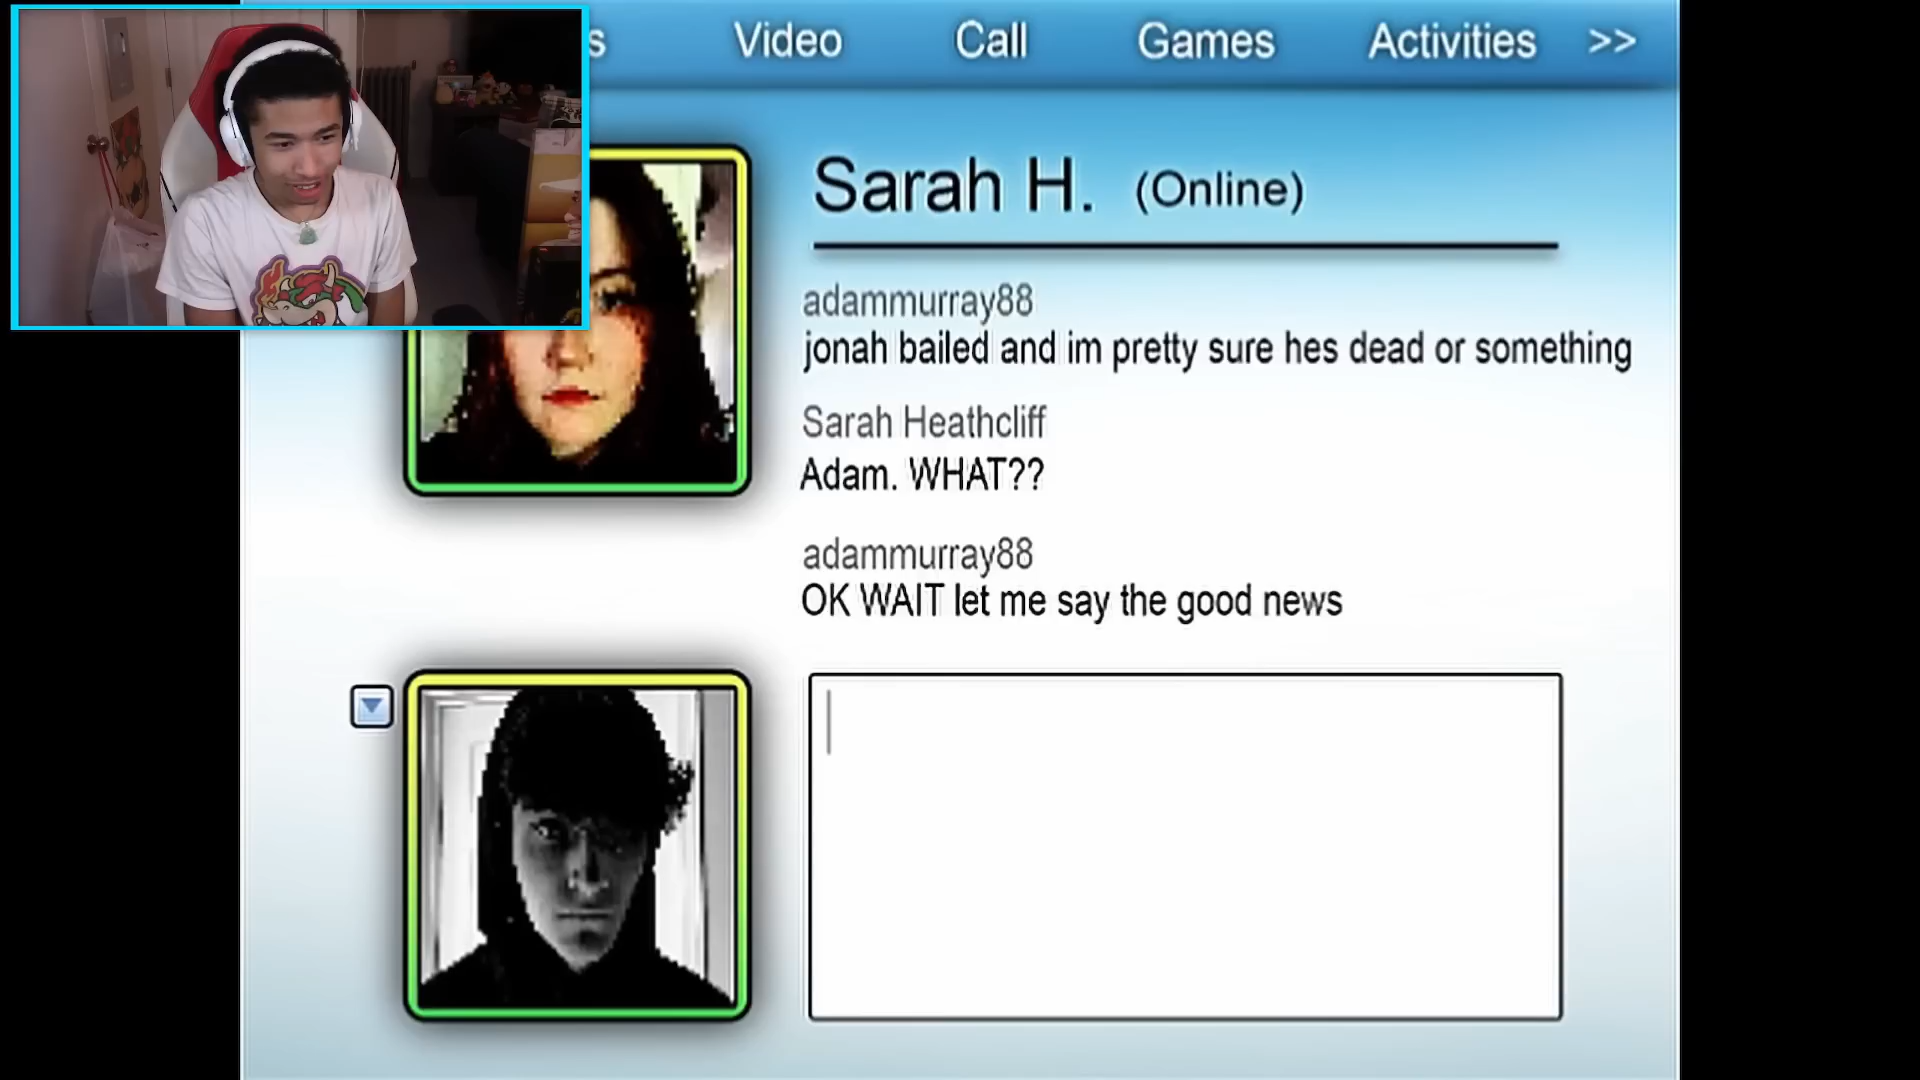 s Video Call Games Activities >>
Sarah H. (Online)
adammurray88
jonah bailed and im pretty sure hes dead or something
Sarah Heathcliff
Adam. WHAT??
adammurray88
OK WAIT let me say the good news